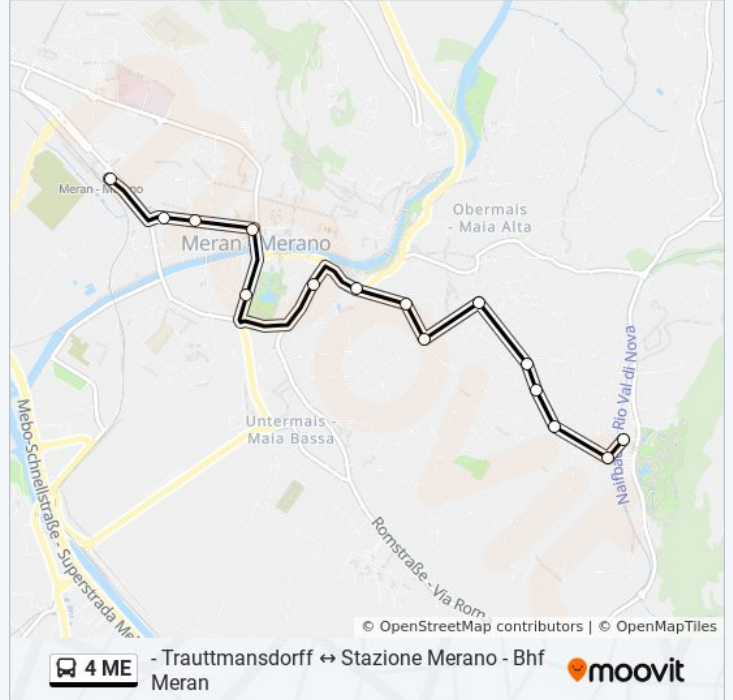 Meran - Merano
Obermais
- Maia Alta
Meran - Merano
Rio Val di Nova
Untermais -
Maia Bassa
Mebo-Schnellstraße - Superstrada Me
Romstraße - Via Rom
© OpenStreetMap contributors | © OpenMapTiles
4 ME
- Trauttmansdorff ↔ Stazione Merano - Bhf
Meran
moovit